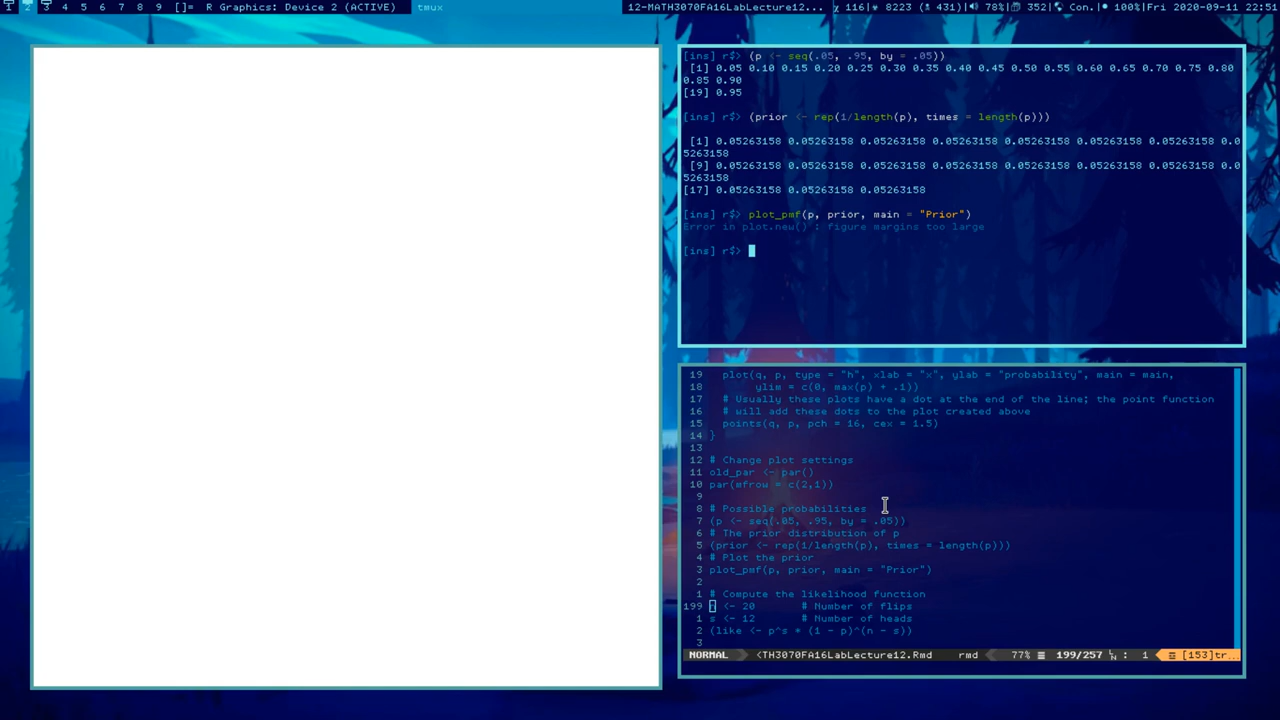 1 2 3 4 5 6 7 8 9 []= R Graphics: Device 2 (ACTIVE) tmux 12-MATH3070FA16LabLecture12... 116| 8223 ( 431)| 78%| 352| Con.| 100%|Fri 2020-09-11 22:51
[ins] r$> (p <- seq(.05, .95, by = .05))
[1] 0.05 0.10 0.15 0.20 0.25 0.30 0.35 0.40 0.45 0.50 0.55 0.60 0.65 0.70 0.75 0.80
0.85 0.90
[19] 0.95
[ins] r$> (prior <- rep(1/length(p), times = length(p)))
[1] 0.05263158 0.05263158 0.05263158 0.05263158 0.05263158 0.05263158 0.05263158 0.0
5263158
[9] 0.05263158 0.05263158 0.05263158 0.05263158 0.05263158 0.05263158 0.05263158 0.0
5263158
[17] 0.05263158 0.05263158 0.05263158
[ins] r$> plot_pmf(p, prior, main = "Prior")
Error in plot.new() : figure margins too large
[ins] r$>
19 plot(q, p, type = "h", xlab = "x", ylab = "probability", main = main,
18 ylim = c(0, max(p) + .1))
17 # Usually these plots have a dot at the end of the line; the point function
16 # will add these dots to the plot created above
15 points(q, p, pch = 16, cex = 1.5)
14 }
13
12 # Change plot settings
11 old_par <- par()
10 par(mfrow = c(2,1))
9
8 # Possible probabilities
7 (p <- seq(.05, .95, by = .05))
6 # The prior distribution of p
5 (prior <- rep(1/length(p), times = length(p)))
4 # Plot the prior
3 plot_pmf(p, prior, main = "Prior")
2
1 # Compute the likelihood function
199 n <- 20 # Number of flips
1 s <- 12 # Number of heads
2 (like <- p^s * (1 - p)^(n - s))
3
NORMAL <TH3070FA16LabLecture12.Rmd rmd 77% ☰ 199/257 : 1 [153]tr…